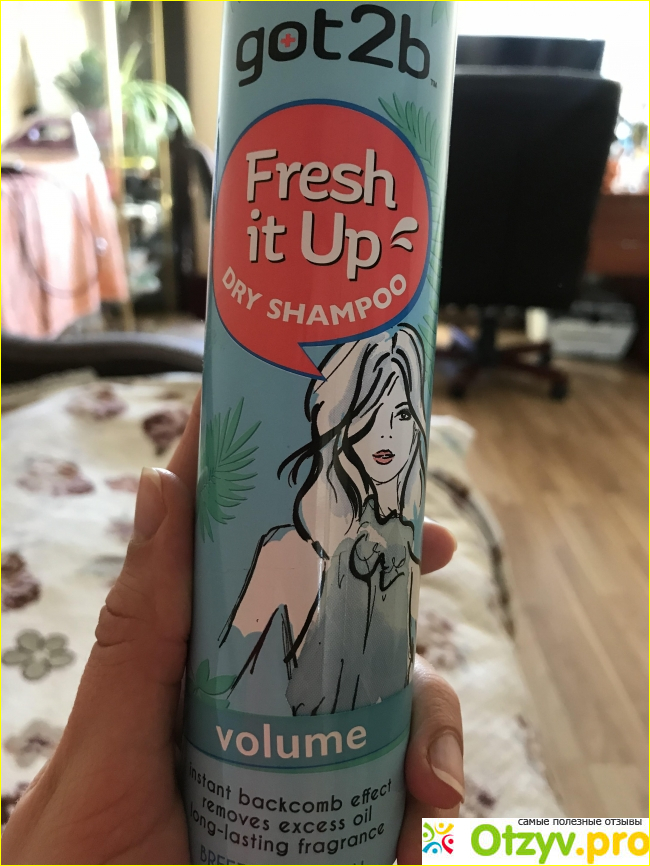 got2b
Fresh
it Up
DRY SHAMPOO
volume
instant backcomb effect
removes excess oil
long-lasting fragrance
самые полезные отзывы
Otzyv.pro